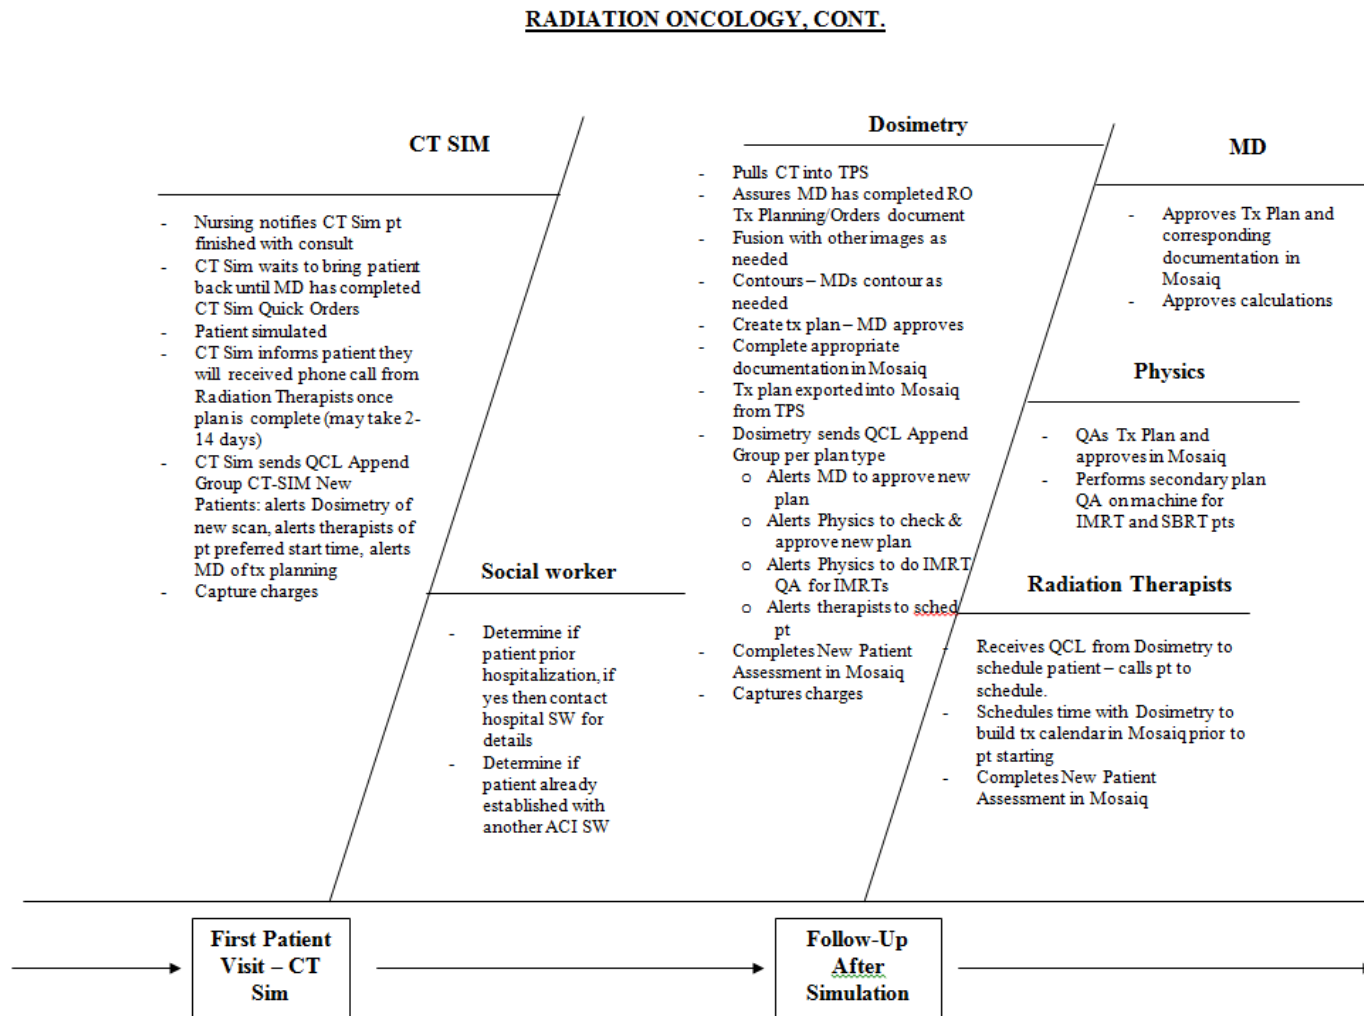 RADIATION ONCOLOGY, CONT.
CT SIM
- Nursing notifies CT Sim pt
finished with consult
- CT Sim waits to bring patient
back until MD has completed
CT Sim Quick Orders
- Patient simulated
- CT Sim informs patient they
will received phone call from
Radiation Therapists once
plan is complete (may take 2-
14 days)
- CT Sim sends QCL Append
Group CT-SIM New
Patients: alerts Dosimetry of
new scan, alerts therapists of
pt preferred start time, alerts
MD of tx planning
- Capture charges
Social worker
- Determine if
patient prior
hospitalization, if
yes then contact
hospital SW for
details
- Determine if
patient already
established with
another ACI SW
Dosimetry
- Pulls CT into TPS
- Assures MD has completed RO
Tx Planning/Orders document
- Fusion with other images as
needed
- Contours – MDs contour as
needed
- Create tx plan – MD approves
- Complete appropriate
documentation in Mosaiq
- Tx plan exported into Mosaiq
from TPS
- Dosimetry sends QCL Append
Group per plan type
o Alerts MD to approve new
plan
o Alerts Physics to check &
approve new plan
o Alerts Physics to do IMRT
QA for IMRTs
o Alerts therapists to sched
pt
- Completes New Patient
Assessment in Mosaiq
- Captures charges
MD
- Approves Tx Plan and
corresponding
documentation in
Mosaiq
- Approves calculations
Physics
- QAs Tx Plan and
approves in Mosaiq
- Performs secondary plan
QA on machine for
IMRT and SBRT pts
Radiation Therapists
- Receives QCL from Dosimetry to
schedule patient – calls pt to
schedule.
- Schedules time with Dosimetry to
build tx calendar in Mosaiq prior to
pt starting
- Completes New Patient
Assessment in Mosaiq
First Patient
Visit – CT
Sim
Follow-Up
After
Simulation